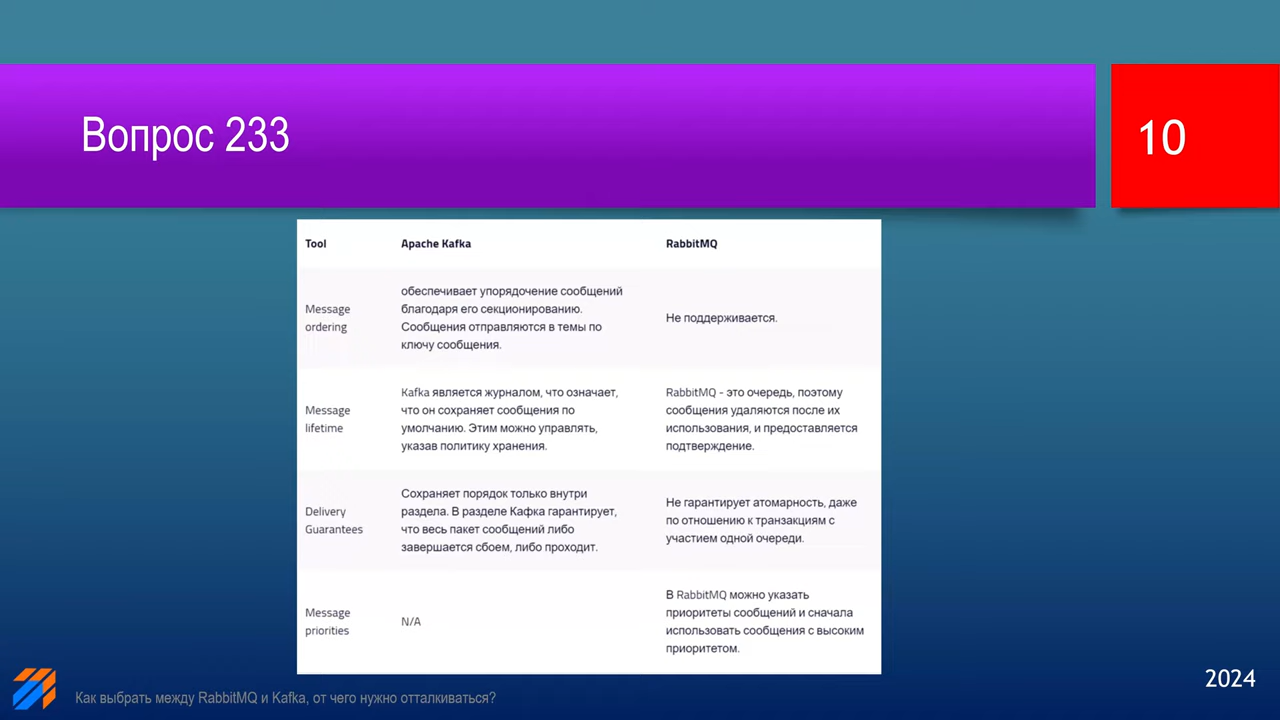 Вопрос 233
10
Tool
Apache Kafka
RabbitMQ
Message
ordering
обеспечивает упорядочение сообщений
благодаря его секционированию.
Сообщения отправляются в темы по
ключу сообщения.
Не поддерживается.
Message
lifetime
Kafka является журналом, что означает,
что он сохраняет сообщения по
умолчанию. Этим можно управлять,
указав политику хранения.
RabbitMQ - это очередь, поэтому
сообщения удаляются после их
использования, и предоставляется
подтверждение.
Delivery
Guarantees
Сохраняет порядок только внутри
раздела. В разделе Кафка гарантирует,
что весь пакет сообщений либо
завершается сбоем, либо проходит.
Не гарантирует атомарность, даже
по отношению к транзакциям с
участием одной очереди.
Message
priorities
N/A
В RabbitMQ можно указать
приоритеты сообщений и сначала
использовать сообщения с высоким
приоритетом.
Как выбрать между RabbitMQ и Kafka, от чего нужно отталкиваться?
2024